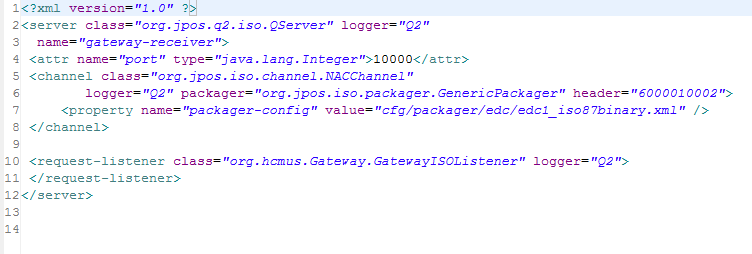 1 <?xml version="1.0" ?>
2 <server class="org.jpos.q2.iso.QServer" logger="Q2"
3  name="gateway-receiver">
4  <attr name="port" type="java.lang.Integer">10000</attr>
5  <channel class="org.jpos.iso.channel.NACChannel"
6         logger="Q2" packager="org.jpos.iso.packager.GenericPackager" header="6000010002">
7      <property name="packager-config" value="cfg/packager/edc/edc1_iso87binary.xml" />
8  </channel>
9
10  <request-listener class="org.hcmus.Gateway.GatewayISOListener" logger="Q2">
11  </request-listener>
12 </server>
13
14